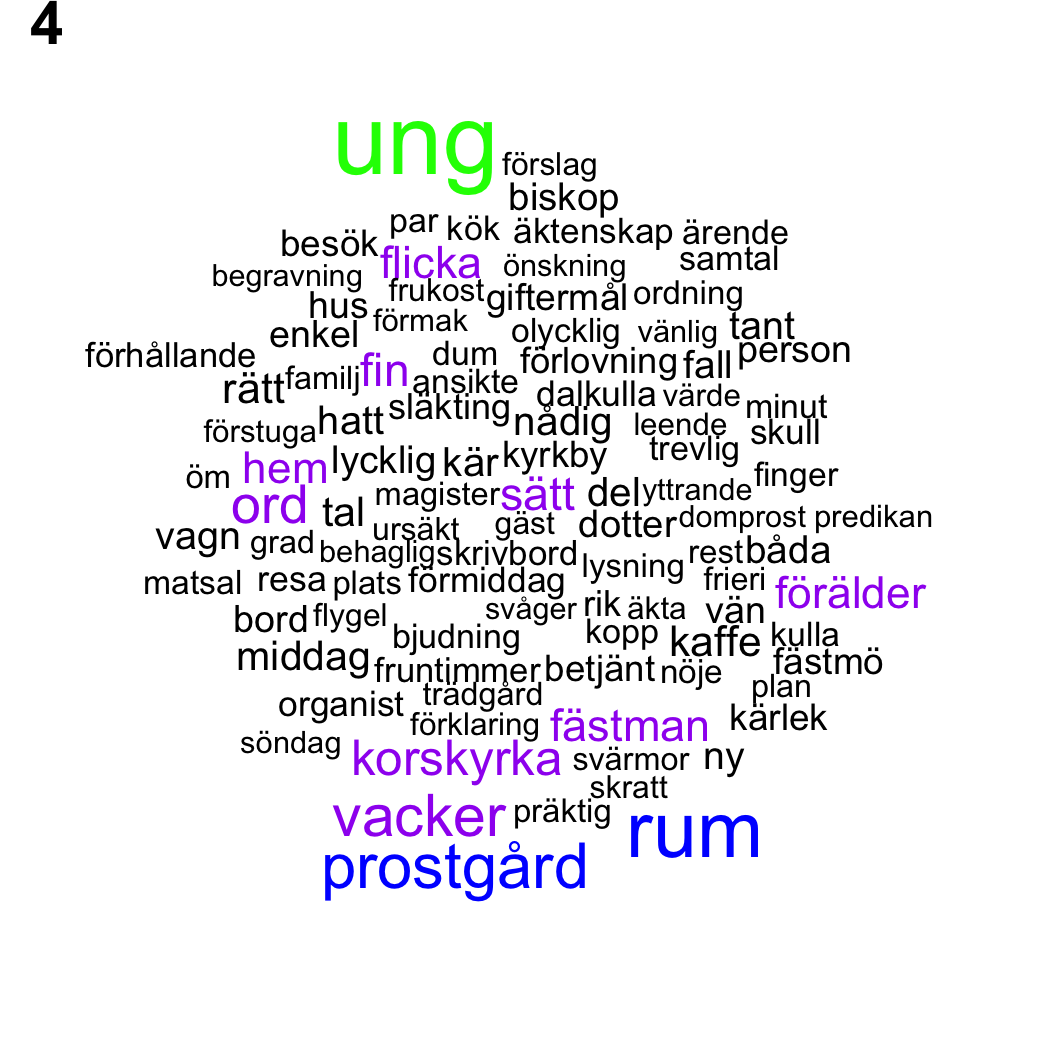 4
ung förslag
biskop
par kök äktenskap ärende
besök flicka önskning samtal
begravning frukost giftermål ordning
hus förmak olycklig vänlig tant
enkel dum förlovning fall person
förhållande familj fin ansikte
rätt släkting dalkulla värde minut
förstuga hatt nådig leende skull
hem lycklig kär kyrkby trevlig
öm magister sätt del yttrande finger
ord tal ursäkt gäst dotter domprost predikan
vagn grad behaglig skrivbord lysning rest båda
matsal resa plats förmiddag frieri förälder
bord flygel svåger rik äkta vän
bjudning kopp kaffe kulla
middag fruntimmer betjänt nöje fästmö
organist trädgård plan
förklaring fästman kärlek
söndag korskyrka svärmor ny
skratt
vacker präktig rum
prostgård